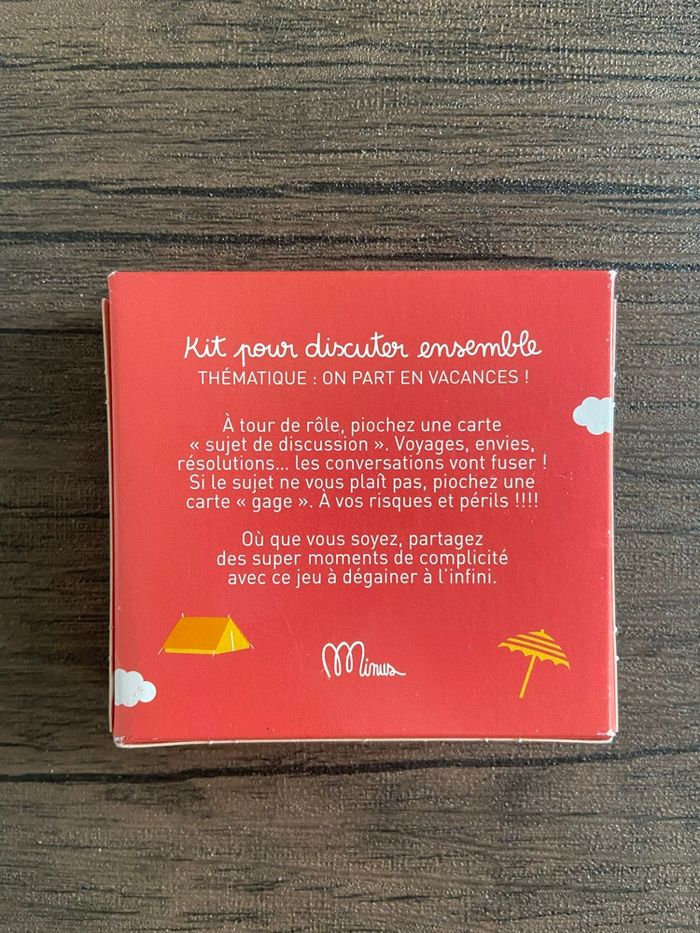 Kit pour discuter ensemble
THÉMATIQUE : ON PART EN VACANCES !
À tour de rôle, piochez une carte
« sujet de discussion ». Voyages, envies,
résolutions... les conversations vont fuser !
Si le sujet ne vous plaît pas, piochez une
carte « gage ». À vos risques et périls !!!!
Où que vous soyez, partagez
des super moments de complicité
avec ce jeu à dégainer à l'infini.
Minus